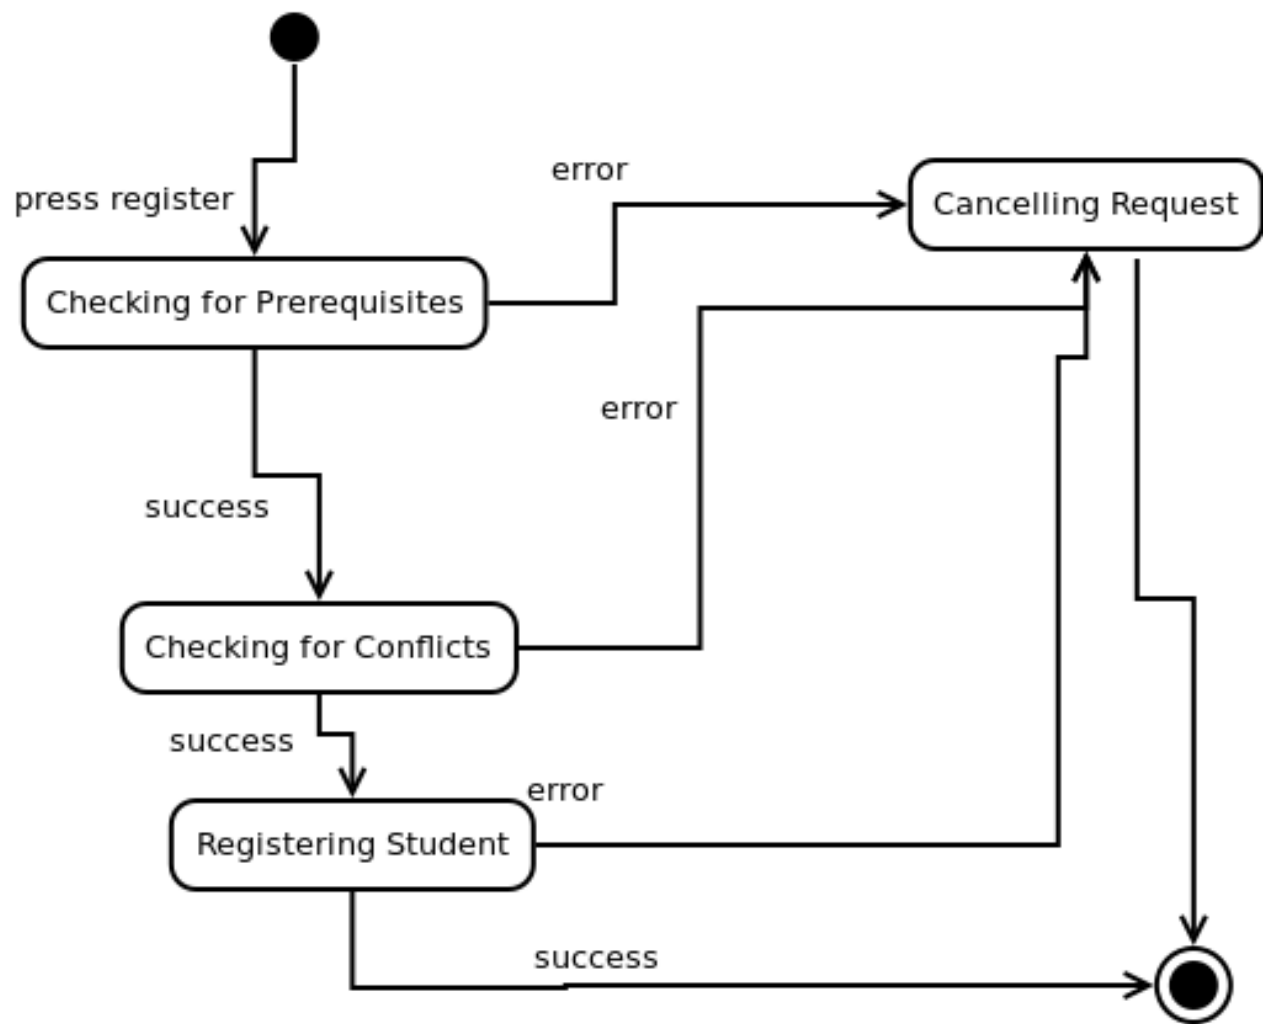 error
press register
Cancelling Request
Checking for Prerequisites
error
success
Checking for Conflicts
success
error
Registering Student
success